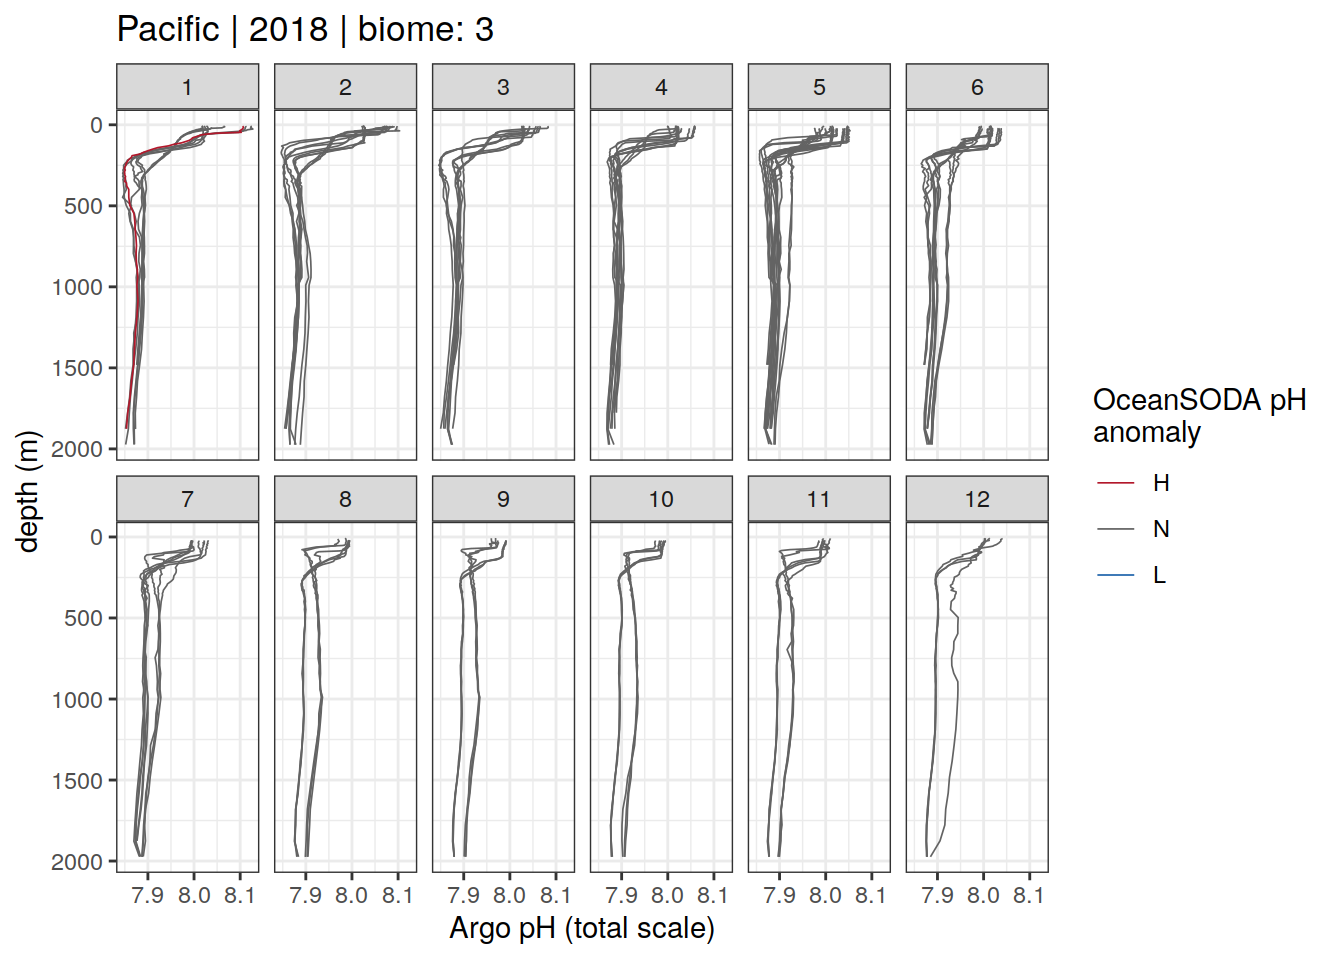 Pacific | 2018 | biome: 3
1 2 3 4 5 6
0
500
1000
1500
2000
7 8 9 10 11 12
0
500
1000
1500
2000
7.9 8.0 8.1 7.9 8.0 8.1 7.9 8.0 8.1 7.9 8.0 8.1 7.9 8.0 8.1 7.9 8.0 8.1
Argo pH (total scale)
depth (m)
OceanSODA pH
anomaly
H
N
L